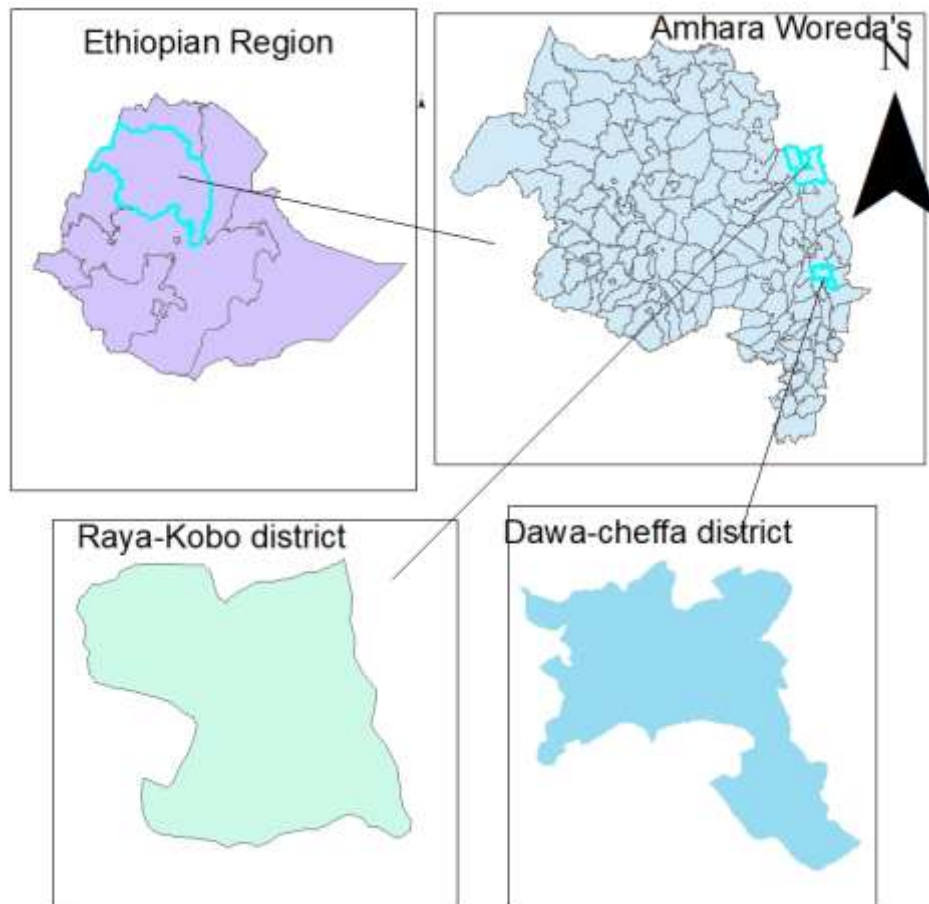 Ethiopian Region
Amhara Woreda's
N
Raya-Kobo district
Dawa-cheffa district